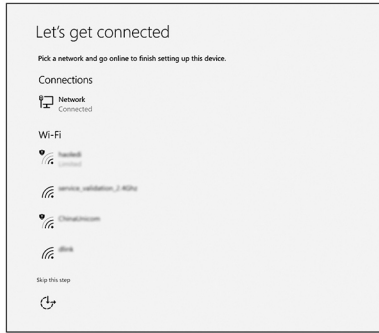 Let's get connected
Pick a network and go online to finish setting up this device.
Connections
Network
Connected
Wi-Fi
Limited
service_validation_2.4Ghz
ChinaUnicom
dlink
Skip this step